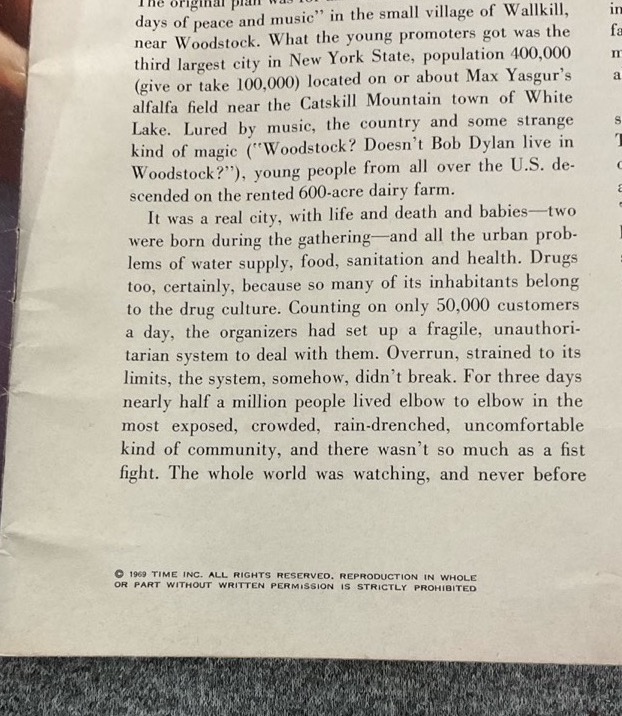 The original plan was
days of peace and music” in the small village of Wallkill,
near Woodstock. What the young promoters got was the
third largest city in New York State, population 400,000
(give or take 100,000) located on or about Max Yasgur’s
alfalfa field near the Catskill Mountain town of White
Lake. Lured by music, the country and some strange
kind of magic (“Woodstock? Doesn’t Bob Dylan live in
Woodstock?”), young people from all over the U.S. de-
scended on the rented 600-acre dairy farm.
It was a real city, with life and death and babies—two
were born during the gathering—and all the urban prob-
lems of water supply, food, sanitation and health. Drugs
too, certainly, because so many of its inhabitants belong
to the drug culture. Counting on only 50,000 customers
a day, the organizers had set up a fragile, unauthori-
tarian system to deal with them. Overrun, strained to its
limits, the system, somehow, didn’t break. For three days
nearly half a million people lived elbow to elbow in the
most exposed, crowded, rain-drenched, uncomfortable
kind of community, and there wasn’t so much as a fist
fight. The whole world was watching, and never before
© 1969 TIME INC. ALL RIGHTS RESERVED. REPRODUCTION IN WHOLE
OR PART WITHOUT WRITTEN PERMISSION IS STRICTLY PROHIBITED